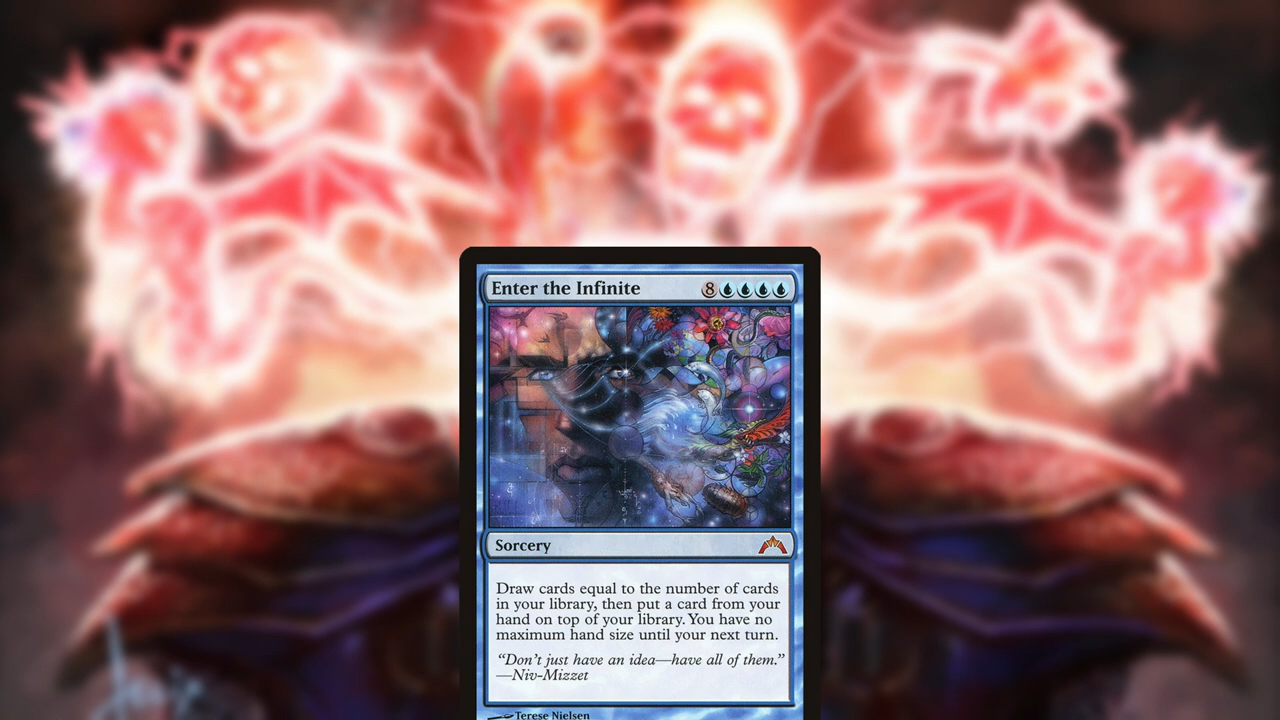 Enter the Infinite 8
Sorcery
Draw cards equal to the number of cards
in your library, then put a card from your
hand on top of your library. You have no
maximum hand size until your next turn.
“Don’t just have an idea—have all of them.”
—Niv-Mizzet
Terese Nielsen